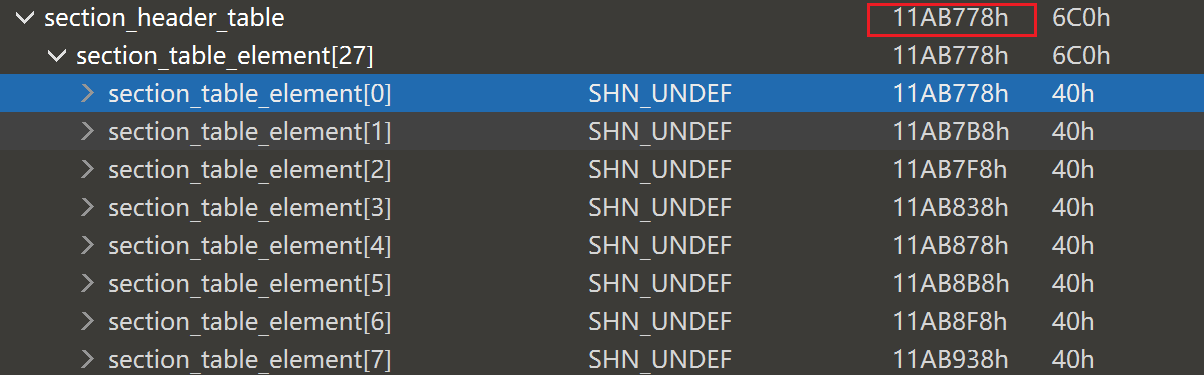 section_header_table 11AB778h 6C0h
section_table_element[27] 11AB778h 6C0h
section_table_element[0] SHN_UNDEF 11AB778h 40h
section_table_element[1] SHN_UNDEF 11AB7B8h 40h
section_table_element[2] SHN_UNDEF 11AB7F8h 40h
section_table_element[3] SHN_UNDEF 11AB838h 40h
section_table_element[4] SHN_UNDEF 11AB878h 40h
section_table_element[5] SHN_UNDEF 11AB8B8h 40h
section_table_element[6] SHN_UNDEF 11AB8F8h 40h
section_table_element[7] SHN_UNDEF 11AB938h 40h